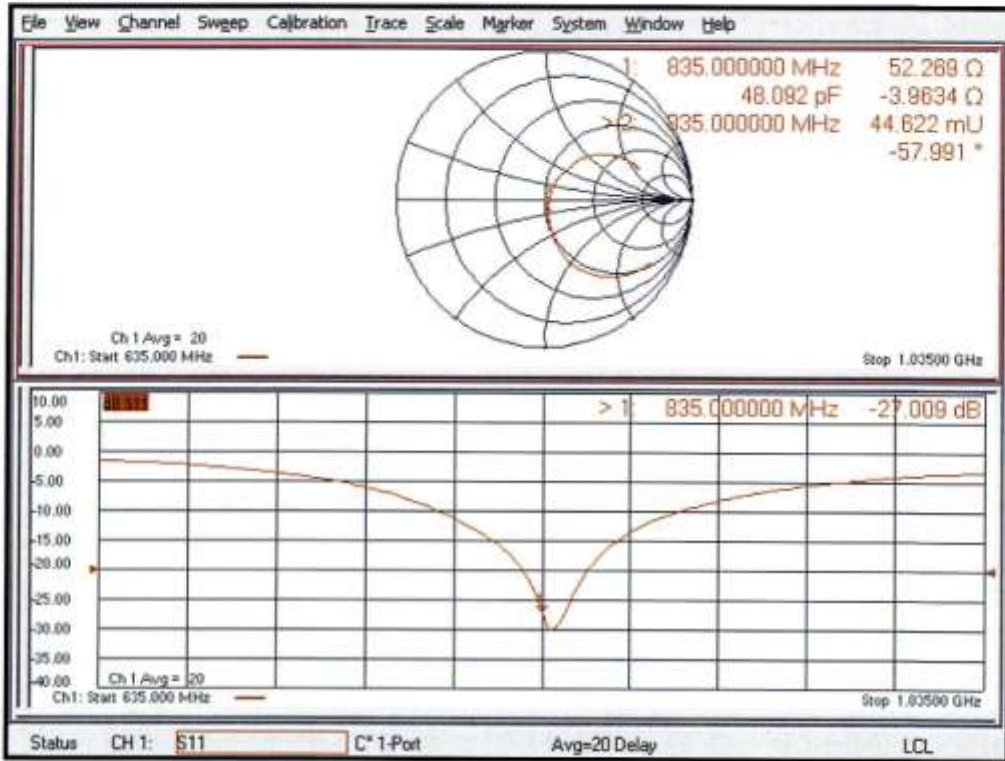 File View Channel Sweep Calibration Trace Scale Marker System Window Help
1: 835.000000 MHz 52.269 Ω
48.092 pF -3.9634 Ω
> 2: 835.000000 MHz 44.622 mU
-57.991 °
Ch 1 Avg = 20
Ch1: Start 635.000 MHz
Stop 1.03500 GHz
10.00
> 1: 835.000000 MHz -27.009 dB
5.00
0.00
-5.00
-10.00
-15.00
-20.00
-25.00
-30.00
-35.00
-40.00
Ch 1 Avg = 20
Ch1: Start 635.000 MHz
Stop 1.03500 GHz
Status CH 1: S11 C* 1-Port Avg=20 Delay LCL